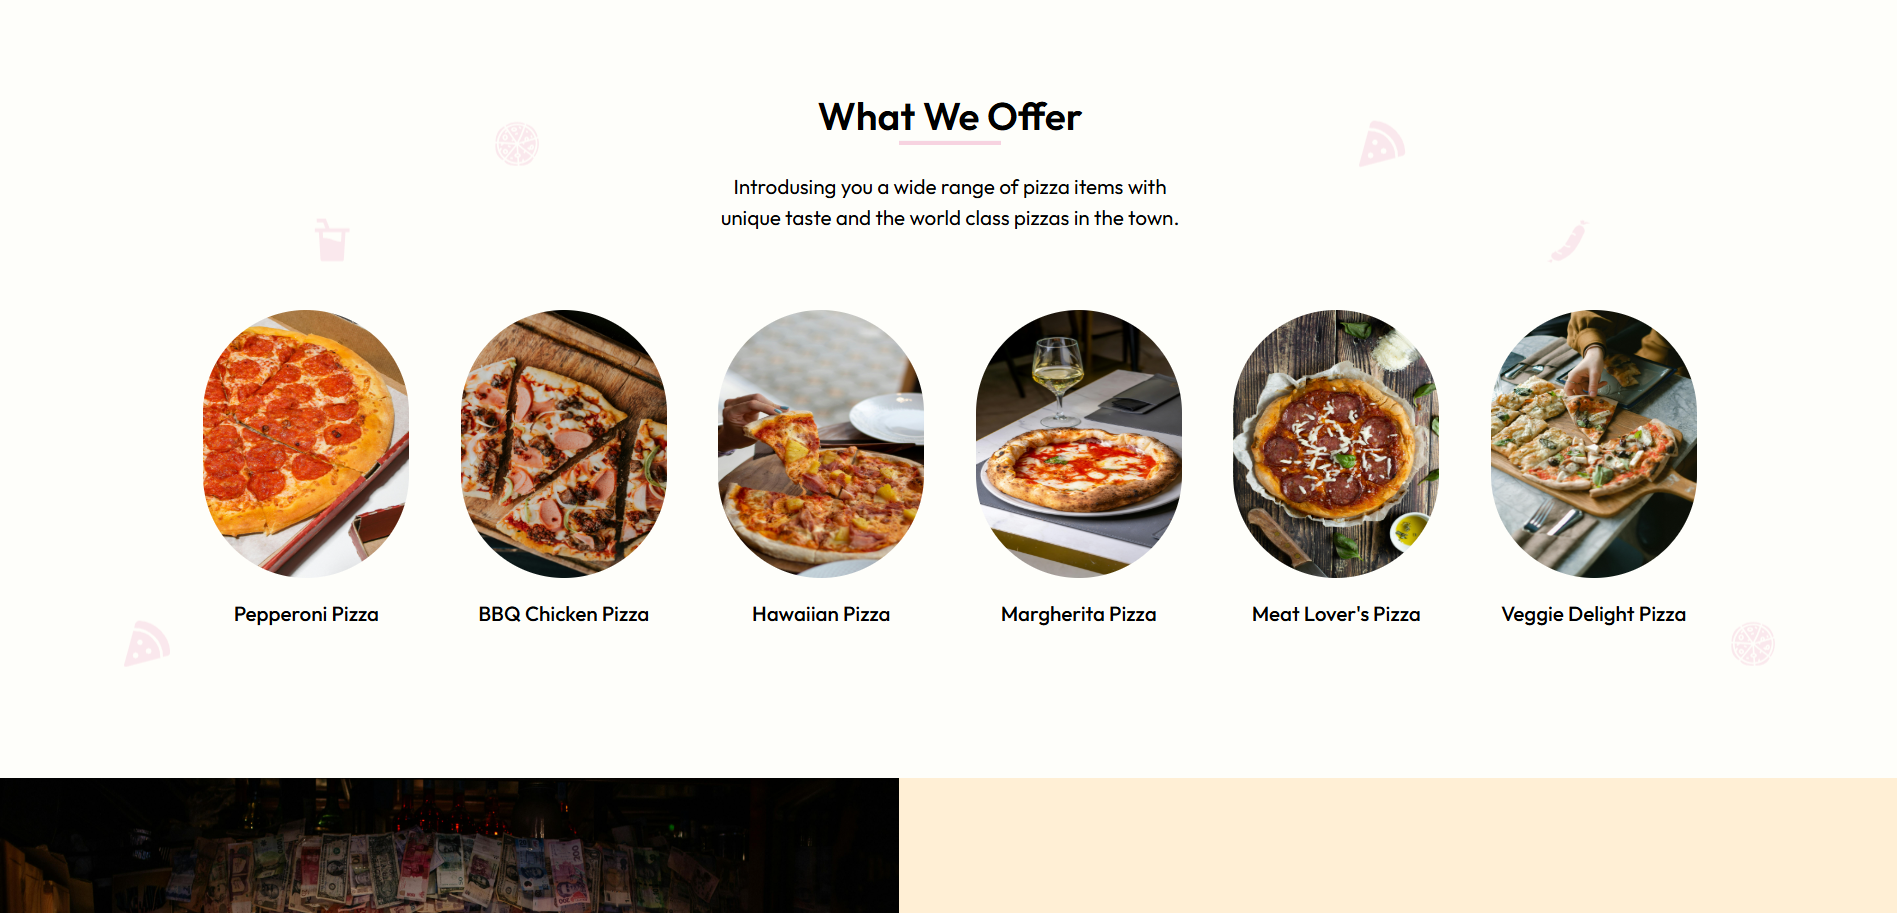 What We Offer
Introdusing you a wide range of pizza items with
unique taste and the world class pizzas in the town.
Pepperoni Pizza
BBQ Chicken Pizza
Hawaiian Pizza
Margherita Pizza
Meat Lover's Pizza
Veggie Delight Pizza